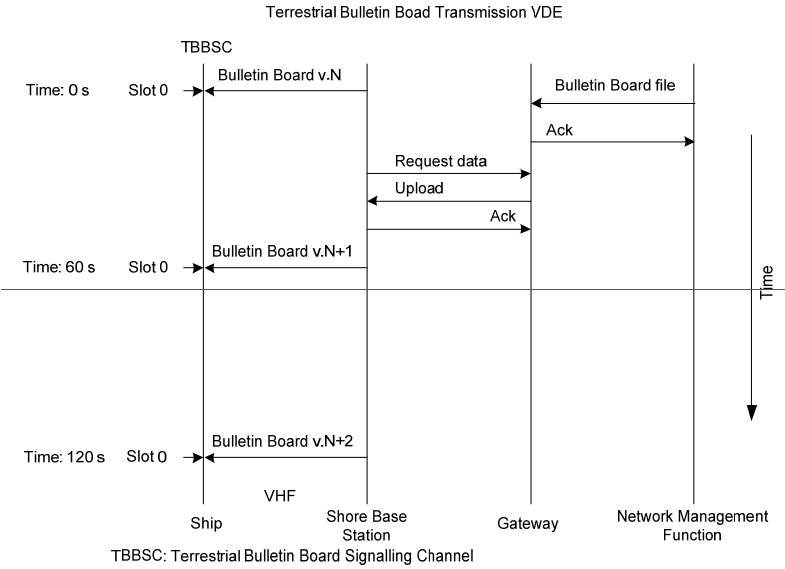 Terrestrial Bulletin Boad Transmission VDE
TBBSC
Bulletin Board v.N
Time: 0 s
Slot 0
Bulletin Board file
Ack
Request data
Upload
Ack
Bulletin Board v.N+1
Time: 60 s
Slot 0
Time
Bulletin Board v.N+2
Time: 120 s
Slot 0
VHF
Ship
Shore Base
Station
Gateway
Network Management
Function
TBBSC: Terrestrial Bulletin Board Signalling Channel